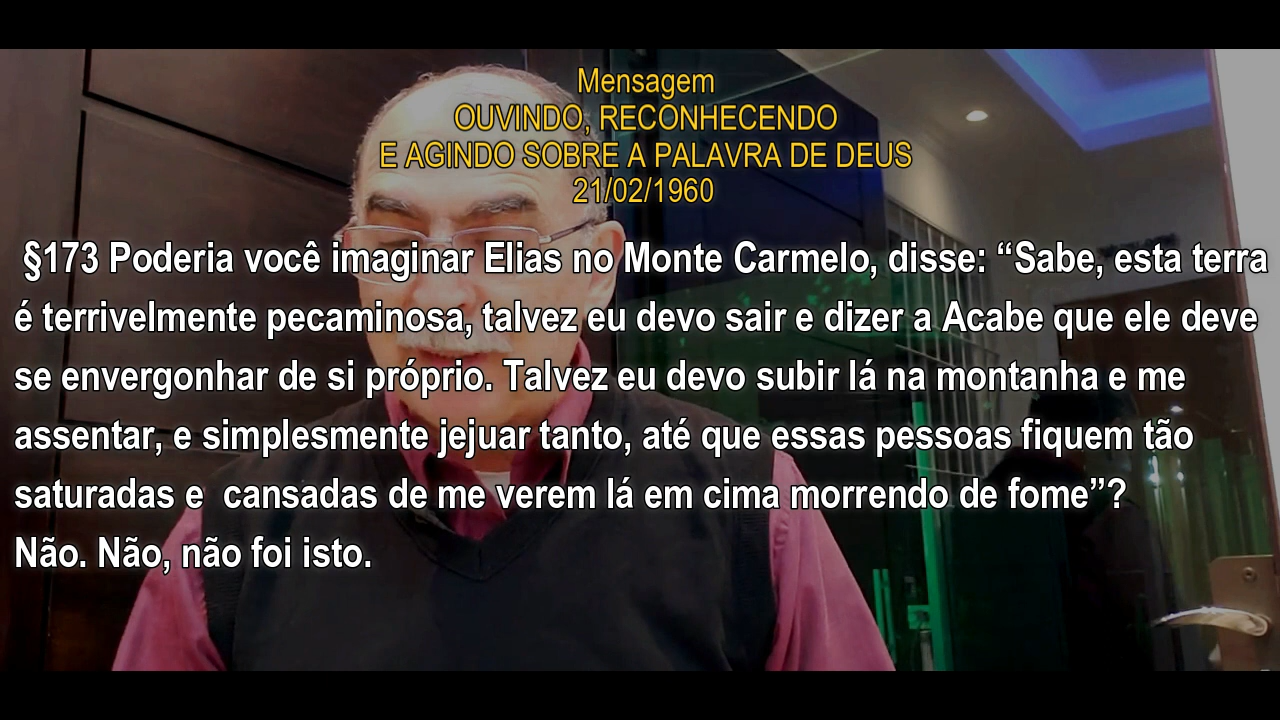 Mensagem
OUVINDO, RECONHECENDO
E AGINDO SOBRE A PALAVRA DE DEUS
21/02/1960
§173 Poderia você imaginar Elias no Monte Carmelo, disse: “Sabe, esta terra
é terrivelmente pecaminosa, talvez eu devo sair e dizer a Acabe que ele deve
se envergonhar de si próprio. Talvez eu devo subir lá na montanha e me
assentar, e simplesmente jejuar tanto, até que essas pessoas fiquem tão
saturadas e  cansadas de me verem lá em cima morrendo de fome”?
Não. Não, não foi isto.